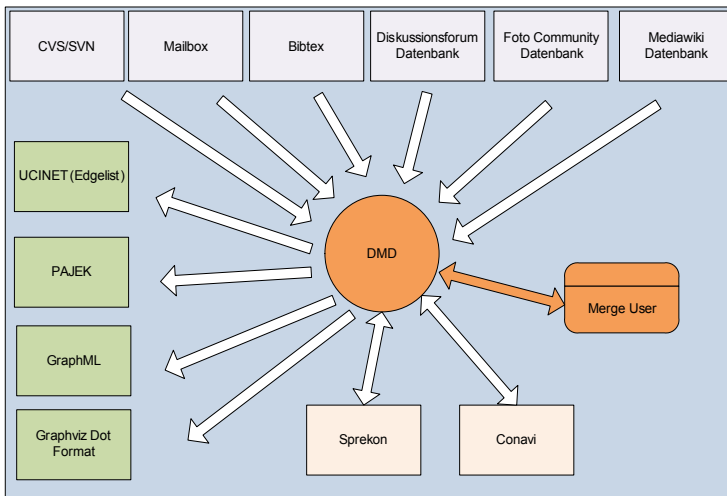 CVS/SVN
Mailbox
Bibtex
Diskussionsforum
Datenbank
Foto Community
Datenbank
Mediawiki
Datenbank
UCINET (Edgelist)
PAJEK
GraphML
Graphviz Dot
Format
DMD
Merge User
Sprekon
Conavi